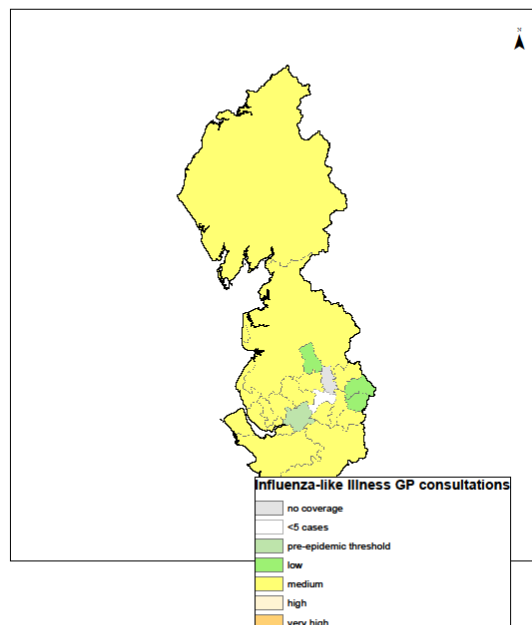 N
Influenza-like Illness GP consultations
no coverage
<5 cases
pre-epidemic threshold
low
medium
high
very high